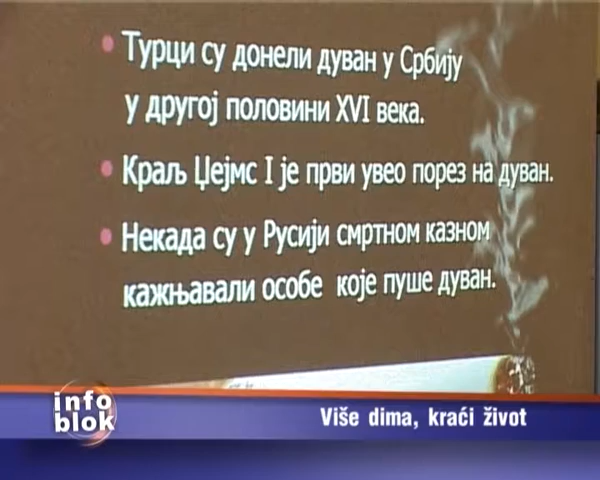 Турци су донели дуван у Србију
у другој половини XVI века.
Краљ Џејмс I је први увео порез на дуван.
Некада су у Русији смртном казном
кажњавали особе које пуше дуван.
info
blok
Više dima, kraći život